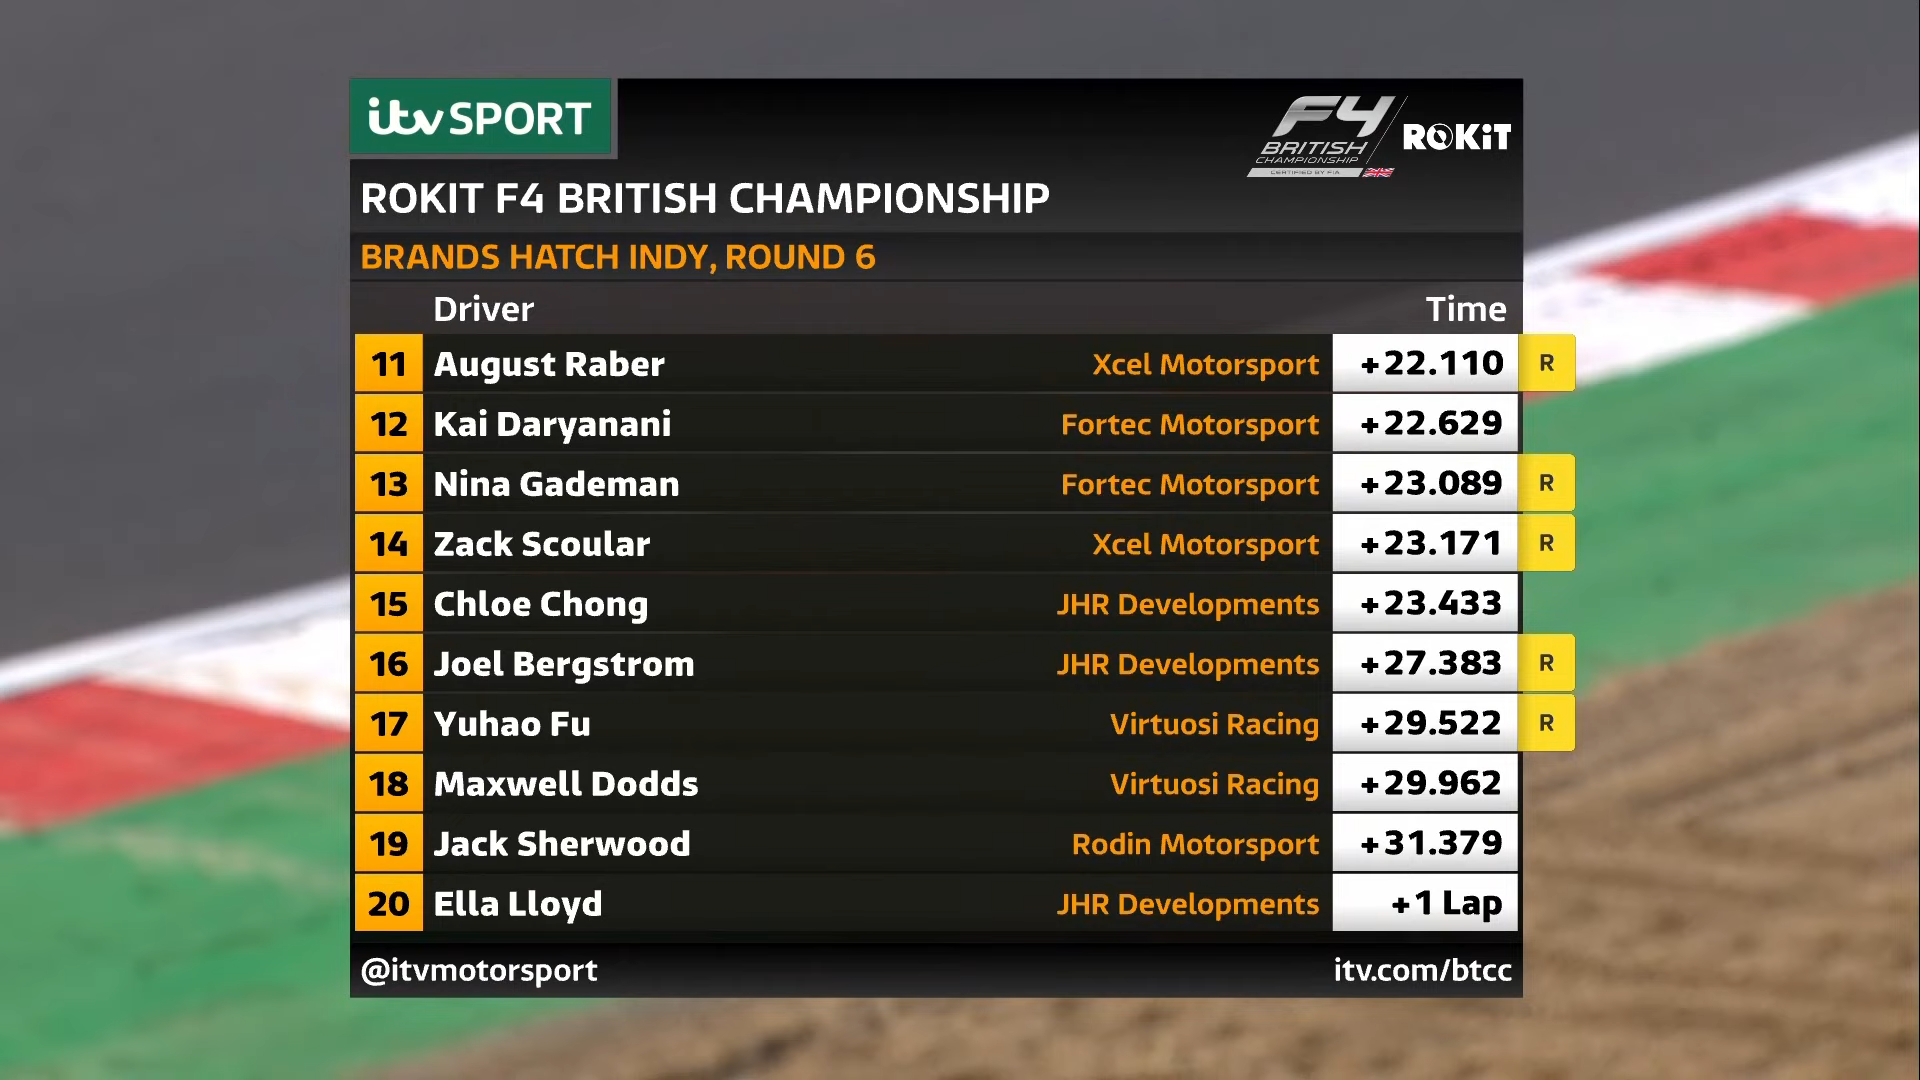 itv SPORT
F4
BRITISH
CHAMPIONSHIP
CERTIFIED BY FIA
ROKiT
ROKIT F4 BRITISH CHAMPIONSHIP
BRANDS HATCH INDY, ROUND 6
Driver Time
11 August Raber Xcel Motorsport +22.110 R
12 Kai Daryanani Fortec Motorsport +22.629
13 Nina Gademan Fortec Motorsport +23.089 R
14 Zack Scoular Xcel Motorsport +23.171 R
15 Chloe Chong JHR Developments +23.433
16 Joel Bergstrom JHR Developments +27.383 R
17 Yuhao Fu Virtuosi Racing +29.522 R
18 Maxwell Dodds Virtuosi Racing +29.962
19 Jack Sherwood Rodin Motorsport +31.379
20 Ella Lloyd JHR Developments +1 Lap
@itvmotorsport itv.com/btcc